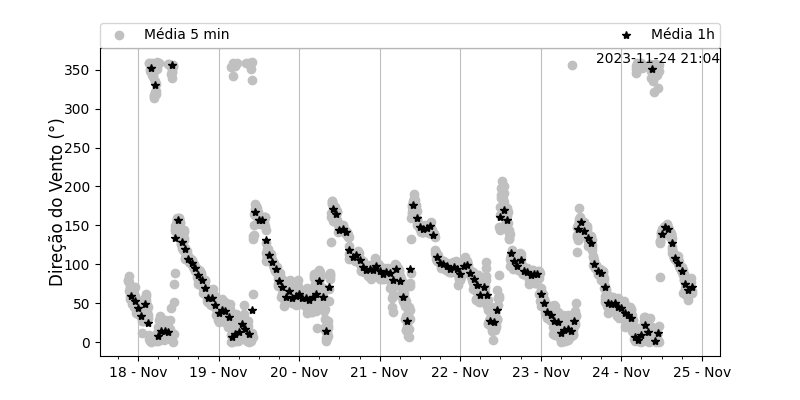 Média 5 min
Média 1h
2023-11-24 21:04
Direção do Vento (°)
350
300
250
200
150
100
50
0
18 - Nov
19 - Nov
20 - Nov
21 - Nov
22 - Nov
23 - Nov
24 - Nov
25 - Nov